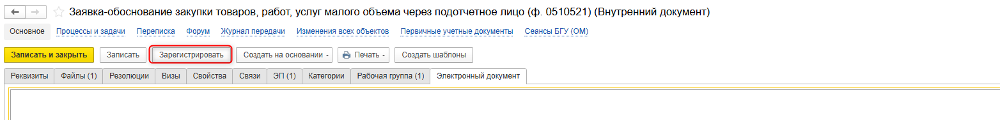 Заявка-обоснование закупки товаров, работ, услуг малого объема через подотчетное лицо (ф. 0510521) (Внутренний документ)
Основное Процессы и задачи Переписка Форум Журнал передачи Изменения всех объектов Первичные учетные документы Сеансы БГУ (ОМ)
Записать и закрыть Записать Зарегистрировать Создать на основании Печать Создать шаблоны
Реквизиты Файлы (1) Резолюции Визы Свойства Связи ЭП (1) Категории Рабочая группа (1) Электронный документ